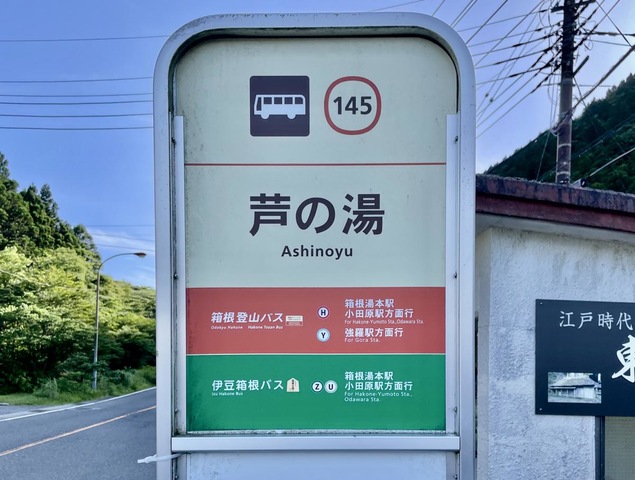 145
芦の湯
Ashinoyu
箱根登山バス
Odakyu Hakone Hakone Tozan Bus
H
箱根湯本駅
小田原駅方面行
For Hakone-Yumoto Sta., Odawara Sta.
Y
強羅駅方面行
For Gora Sta.
伊豆箱根バス
Izu Hakone Bus
Z U
箱根湯本駅
小田原駅方面行
For Hakone-Yumoto Sta.,
Odawara Sta.
江戸時代
東